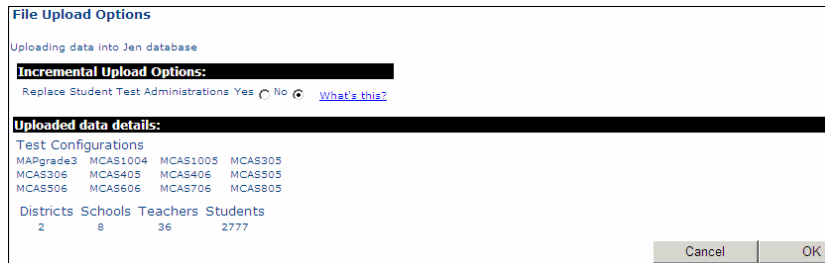 File Upload Options
Uploading data into Jen database
Incremental Upload Options:
Replace Student Test Administrations Yes No What's this?
Uploaded data details:
Test Configurations
MAPgrade3 MCAS1004 MCAS1005 MCAS305
MCAS306 MCAS405 MCAS406 MCAS505
MCAS506 MCAS606 MCAS706 MCAS805
Districts Schools Teachers Students
2 8 36 2777
Cancel OK